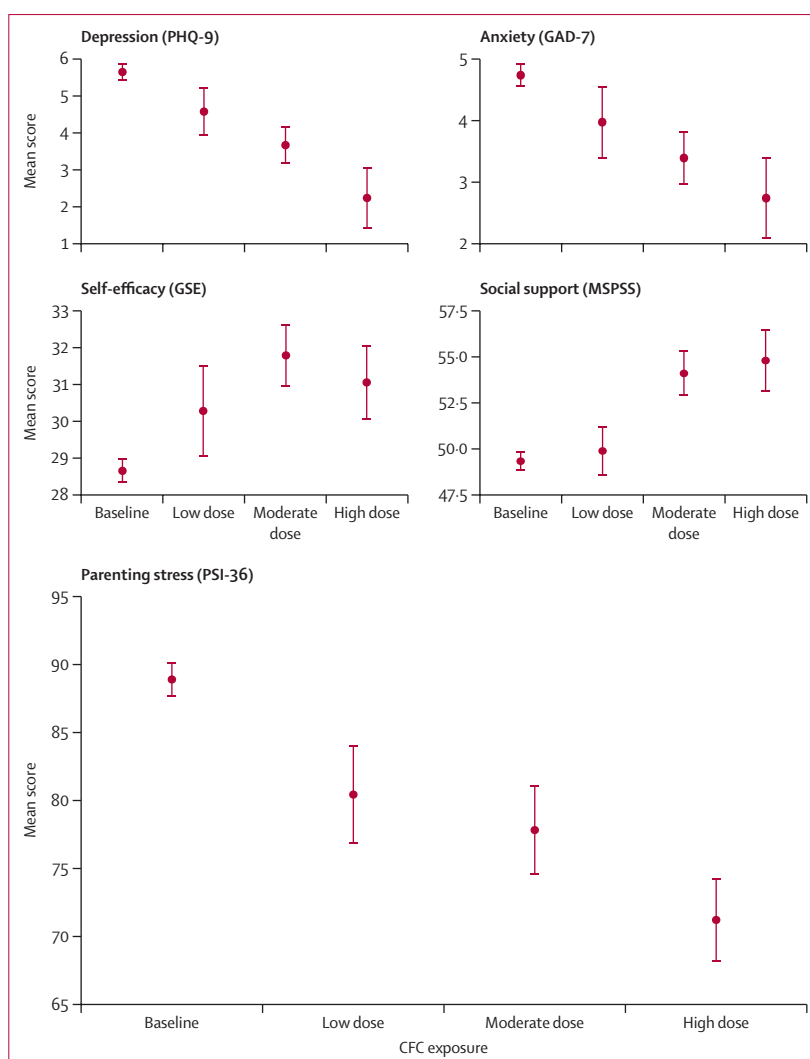 Depression (PHQ-9)
Mean score
6
5
4
3
2
1
Anxiety (GAD-7)
5
4
3
2
Self-efficacy (GSE)
Mean score
33
32
31
30
29
28
Baseline
Low dose
Moderate
dose
High dose
Social support (MSPSS)
57·5
55·0
52·5
50·0
47·5
Baseline
Low dose
Moderate
dose
High dose
Parenting stress (PSI-36)
Mean score
95
90
85
80
75
70
65
Baseline
Low dose
Moderate dose
High dose
CFC exposure